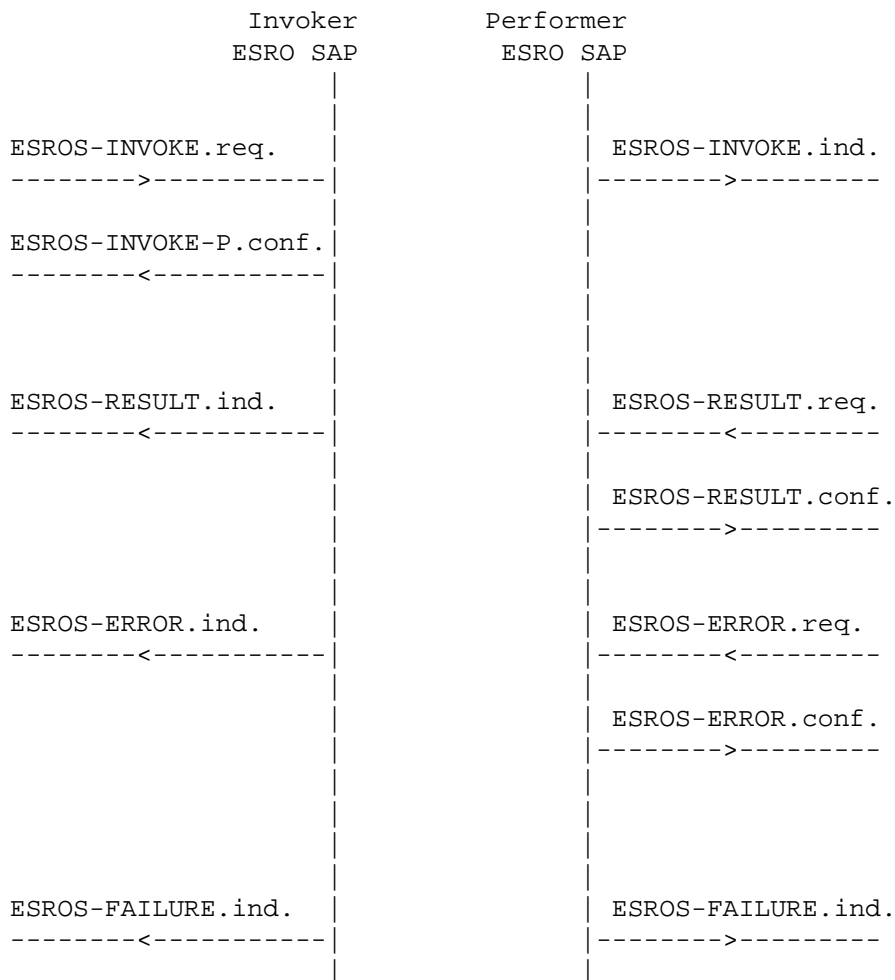 Invoker Performer
ESRO SAP ESRO SAP
ESROS-INVOKE.req. ESROS-INVOKE.ind.
ESROS-INVOKE-P.conf.
ESROS-RESULT.ind. ESROS-RESULT.req.
ESROS-RESULT.conf.
ESROS-ERROR.ind. ESROS-ERROR.req.
ESROS-ERROR.conf.
ESROS-FAILURE.ind. ESROS-FAILURE.ind.